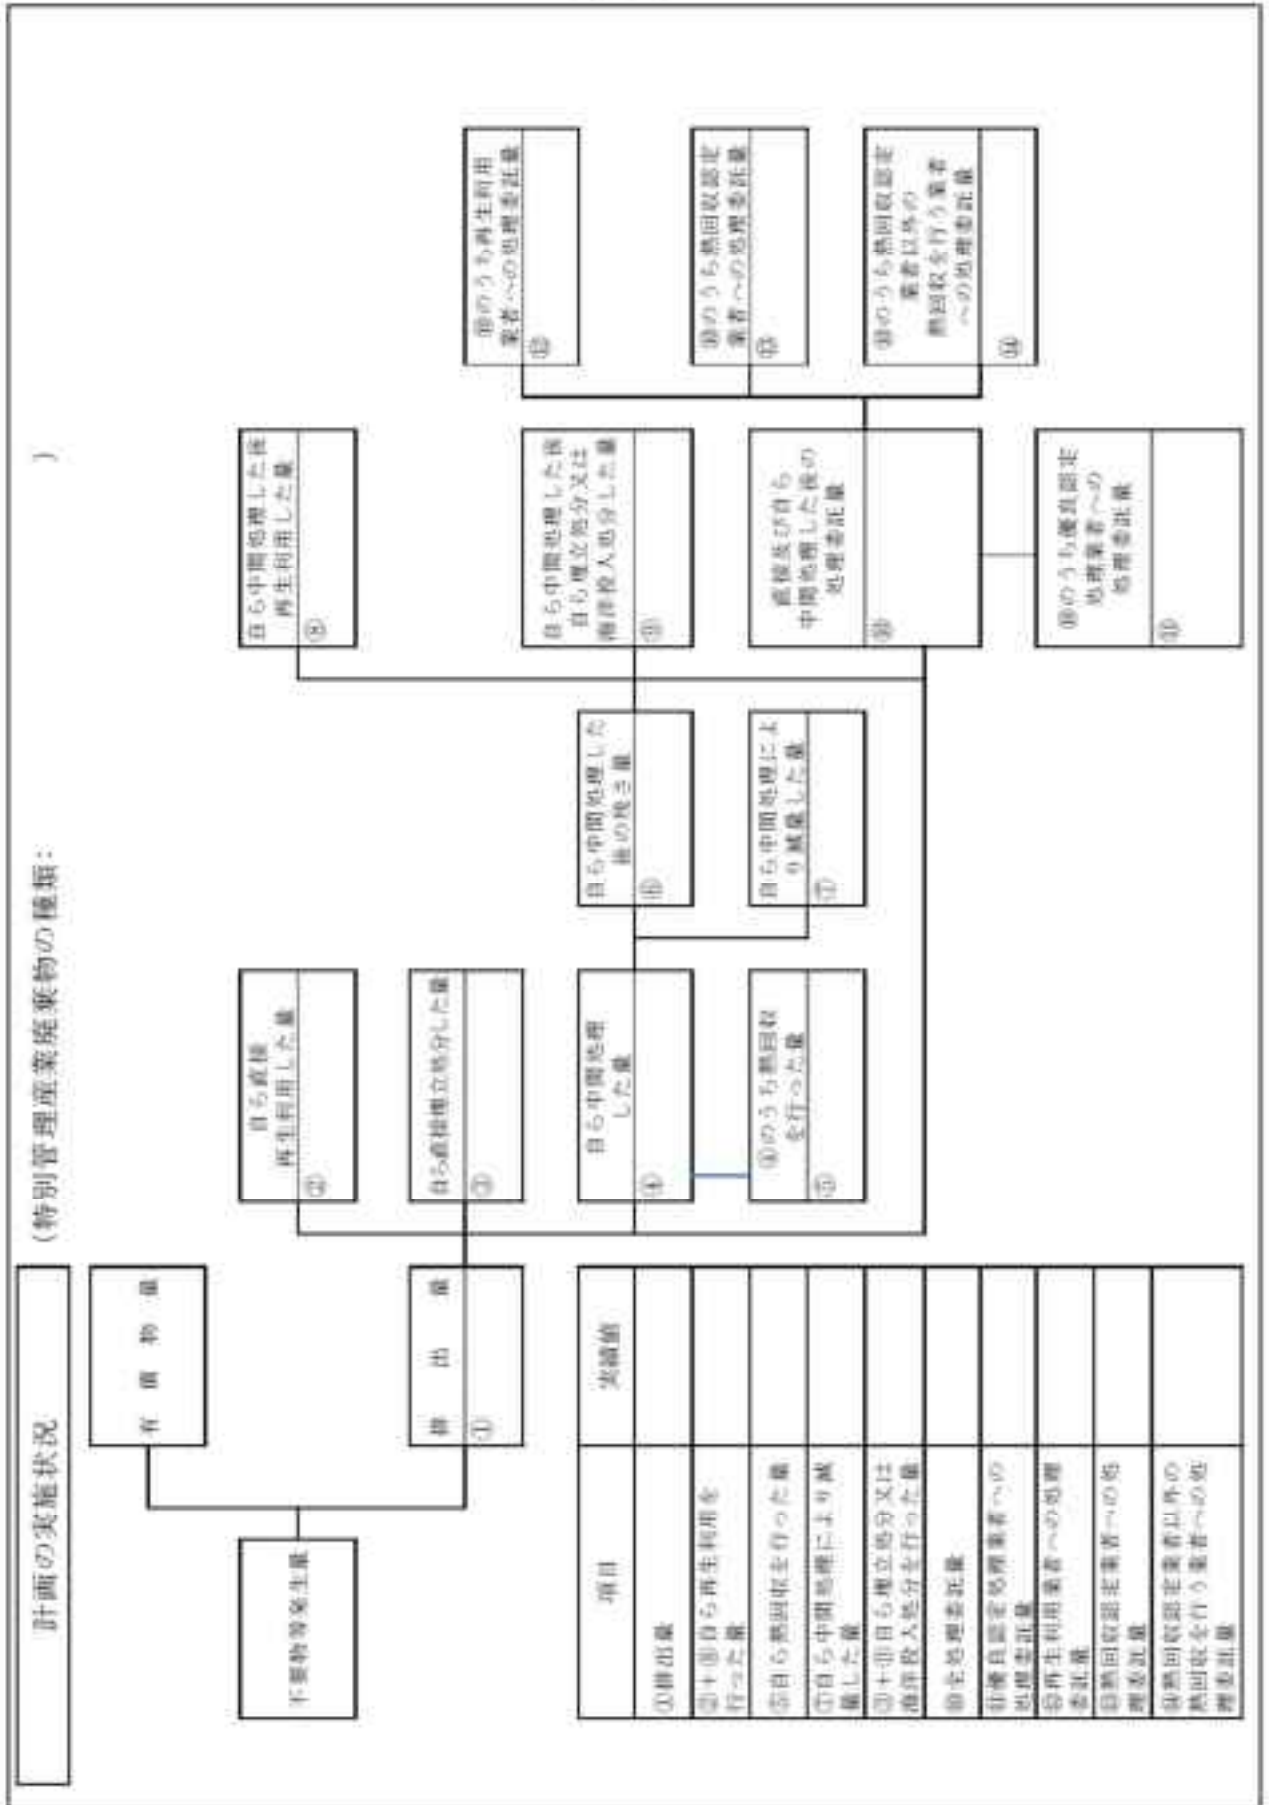 計画の実施状況
（特別管理産業廃棄物の種類：
）
不要物等発生量
有償物量
排出量
①
自ら直接
再生利用した量
②
自ら直接埋立処分した量
③
自ら中間処理
した量
④
④のうち熱回収
を行った量
⑤
自ら中間処理した
後の残さ量
⑥
自ら中間処理によ
り減量した量
⑦
自ら中間処理した後
再生利用した量
⑧
自ら中間処理した後
自ら埋立処分又は
海洋投入処分した量
⑨
直接及び自ら
中間処理した後の
処理委託量
⑩
⑩のうち優良認定
処理業者への
処理委託量
⑪
⑩のうち再生利用
業者への処理委託量
⑫
⑩のうち熱回収認定
業者への処理委託量
⑬
⑩のうち熱回収認定
業者以外の
熱回収を行う業者
への処理委託量
⑭
項目
実績値
①排出量
②＋⑧自ら再生利用を
行った量
⑤自ら熱回収を行った量
⑦自ら中間処理により減
量した量
③＋⑨自ら埋立処分又は
海洋投入処分を行った量
⑩全処理委託量
⑪優良認定処理業者への
処理委託量
⑫再生利用業者への処理
委託量
⑬熱回収認定業者への処
理委託量
⑭熱回収認定業者以外の
熱回収を行う業者への処
理委託量